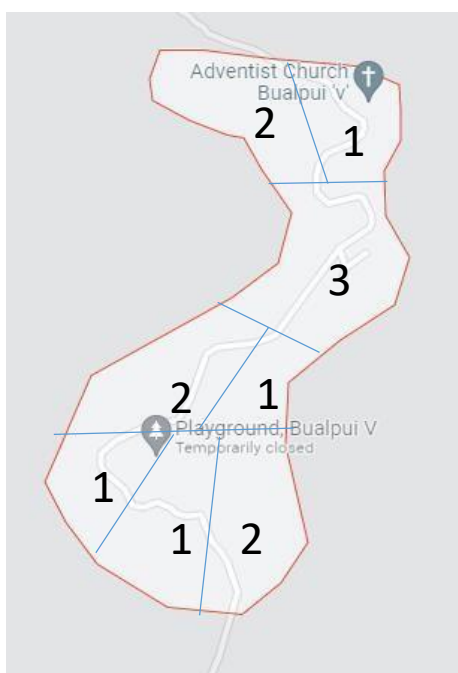 Adventist Church
Bualpui 'v'
2
1
3
2
1
Playground, Bualpui V
Temporarily closed
1
1
2